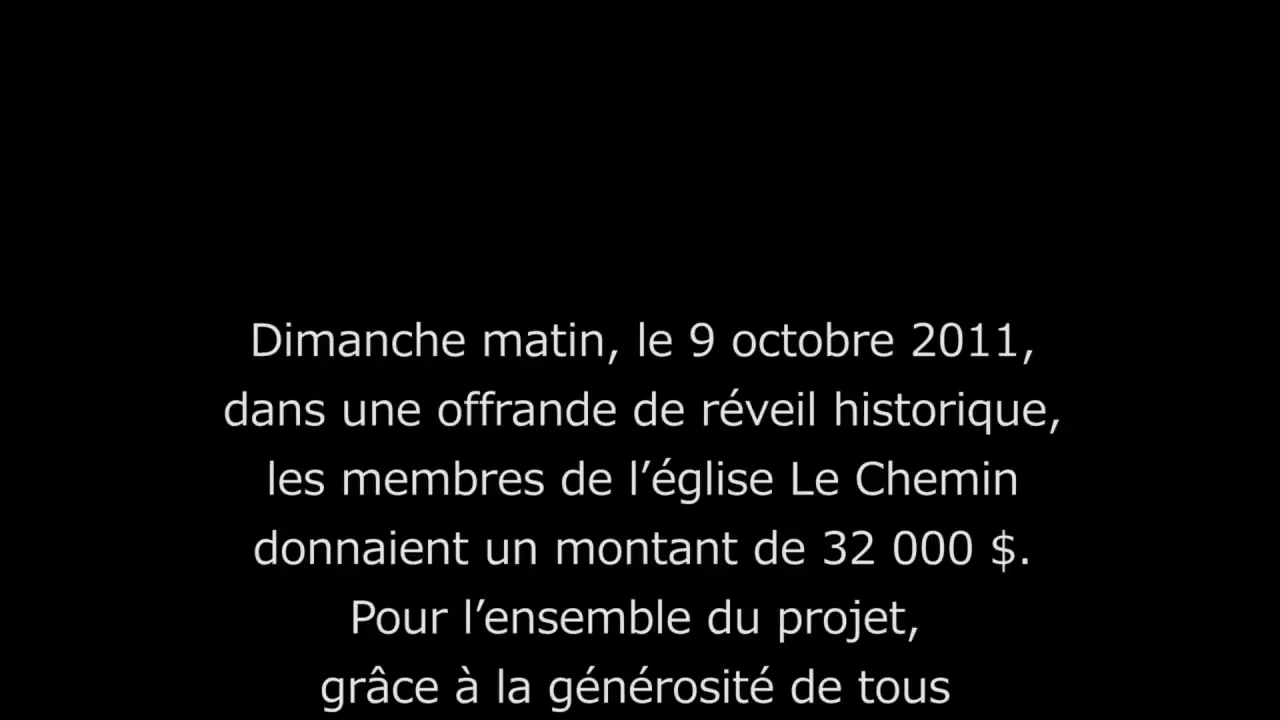 Dimanche matin, le 9 octobre 2011,
dans une offrande de réveil historique,
les membres de l’église Le Chemin
donnaient un montant de 32 000 $.
Pour l’ensemble du projet,
grâce à la générosité de tous